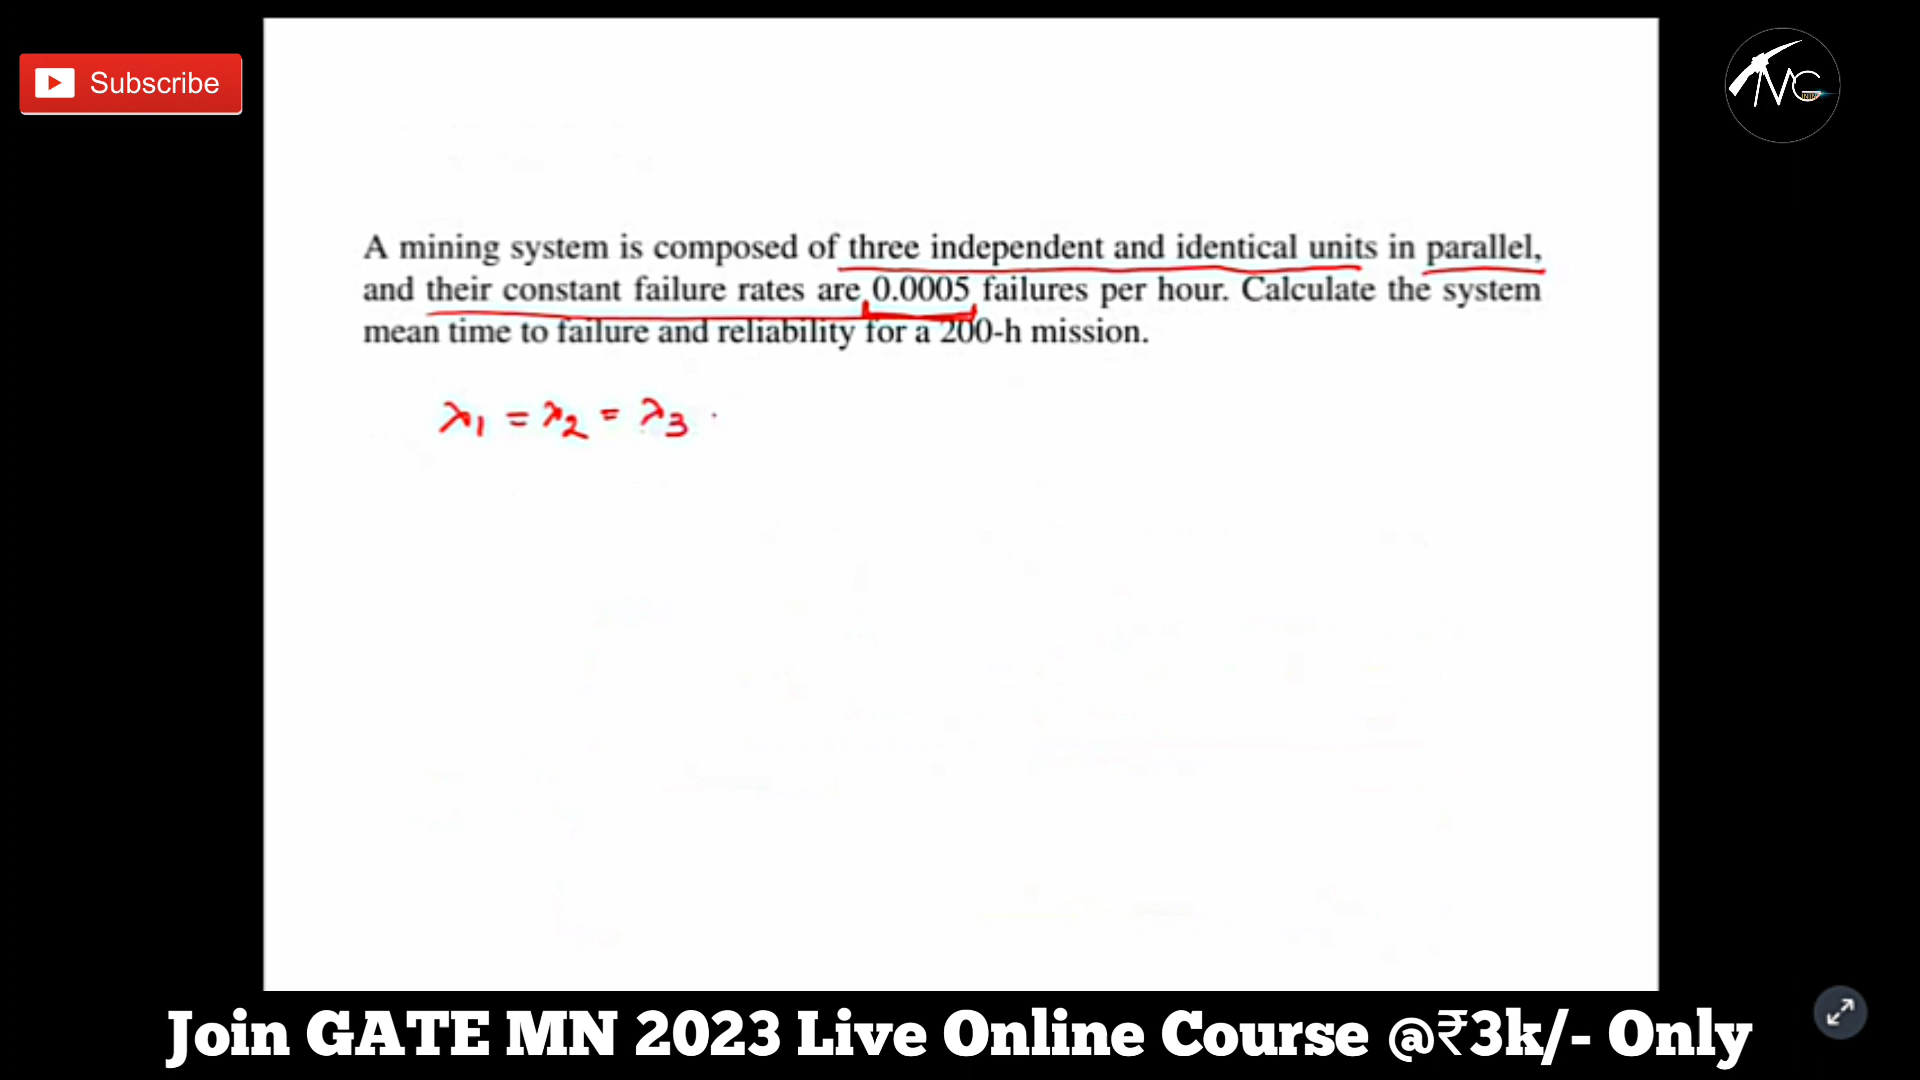 Subscribe
A mining system is composed of three independent and identical units in parallel,
and their constant failure rates are 0.0005 failures per hour. Calculate the system
mean time to failure and reliability for a 200-h mission.
λ1 = λ2 = λ3
Join GATE MN 2023 Live Online Course @₹3k/- Only